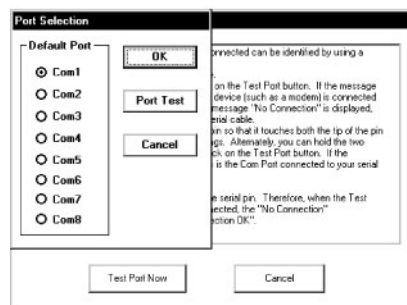 Port Selection
Default Port
Com1
Com2
Com3
Com4
Com5
Com6
Com7
Com8
OK
Port Test
Cancel
connected can be identified by using a
on the Test Port button. If the message
device (such as a modem) is connected
message "No Connection" is displayed,
serial cable.
pin so that it touches both the tip of the pin
Alternately, you can hold the two
on the Test Port button. If the
is the Com Port connected to your serial
serial pin. Therefore, when the Test
the "No Connection"
OK".
Test Port Now
Cancel